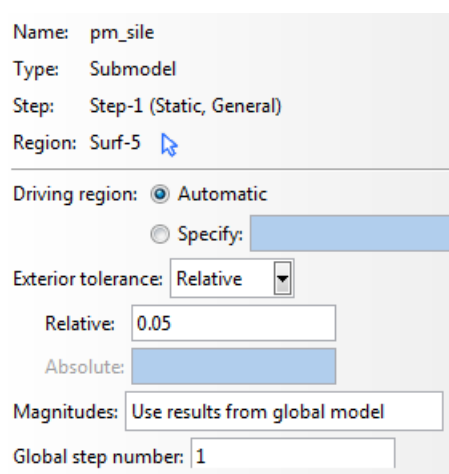 Name: pm_sile
Type: Submodel
Step: Step-1 (Static, General)
Region: Surf-5
Driving region: Automatic
Specify:
Exterior tolerance: Relative
Relative: 0.05
Absolute:
Magnitudes: Use results from global model
Global step number: 1